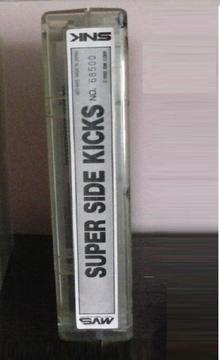 SNK
NO. 68500
SUPER SIDE KICKS
MVS